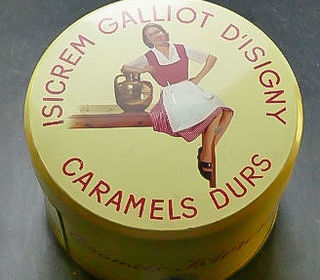 ISICREM GALLIOT D'ISIGNY
CARAMELS DURS